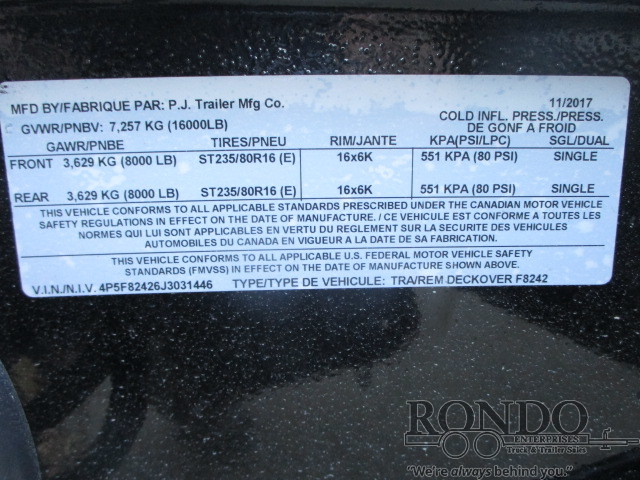 MFD BY/FABRIQUE PAR: P.J. Trailer Mfg Co. 11/2017
GVWR/PNBV: 7,257 KG (16000LB) COLD INFL. PRESS./PRESS. DE GONF A FROID
GAWR/PNBE TIRES/PNEU RIM/JANTE KPA(PSI/LPC) SGL/DUAL
FRONT 3,629 KG (8000 LB) ST235/80R16 (E) 16x6K 551 KPA (80 PSI) SINGLE
REAR 3,629 KG (8000 LB) ST235/80R16 (E) 16x6K 551 KPA (80 PSI) SINGLE
THIS VEHICLE CONFORMS TO ALL APPLICABLE STANDARDS PRESCRIBED UNDER THE CANADIAN MOTOR VEHICLE
SAFETY REGULATIONS IN EFFECT ON THE DATE OF MANUFACTURE. / CE VEHICULE EST CONFORME A TOUTES LES
NORMES QUI LUI SONT APPLICABLES EN VERTU DU REGLEMENT SUR LA SECURITE DES VEHICULES
AUTOMOBILES DU CANADA EN VIGUEUR A LA DATE DE SA FABRICATION.
THIS VEHICLE CONFORMS TO ALL APPLICABLE U.S. FEDERAL MOTOR VEHICLE SAFETY
STANDARDS (FMVSS) IN EFFECT ON THE DATE OF MANUFACTURE SHOWN ABOVE.
V.I.N./N.I.V. 4P5F82426J3031446 TYPE/TYPE DE VEHICULE: TRA/REM DECKOVER F8242
RONDO
ENTERPRISES
Truck & Trailer Sales
"We're always behind you."